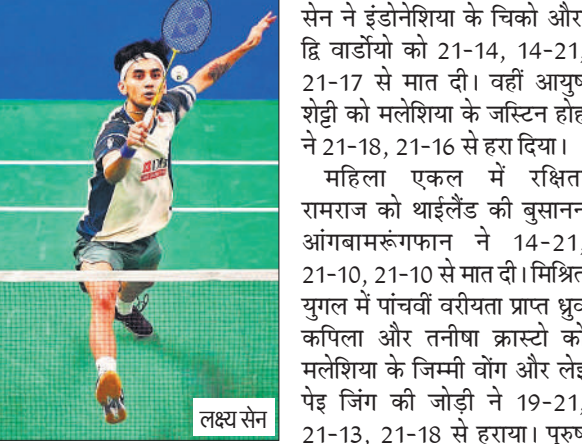 सेन ने इंडोनेशिया के चिको और
द्वि वार्डोयो को 21-14, 14-21,
21-17 से मात दी। वहीं आयुष
शेट्टी को मलेशिया के जस्टिन होह
ने 21-18, 21-16 से हरा दिया।
महिला एकल में रक्षिता
रामराज को थाईलैंड की बुसानन
आंगबामरूंगफान ने 14-21,
21-10, 21-10 से मात दी। मिश्रित
युगल में पांचवीं वरीयता प्राप्त ध्रुव
कपिला और तनीषा क्रास्टो को
मलेशिया के जिम्मी वोंग और लेइ
पेइ जिंग की जोड़ी ने 19-21,
21-13, 21-18 से हराया। पुरुष
लक्ष्य सेन